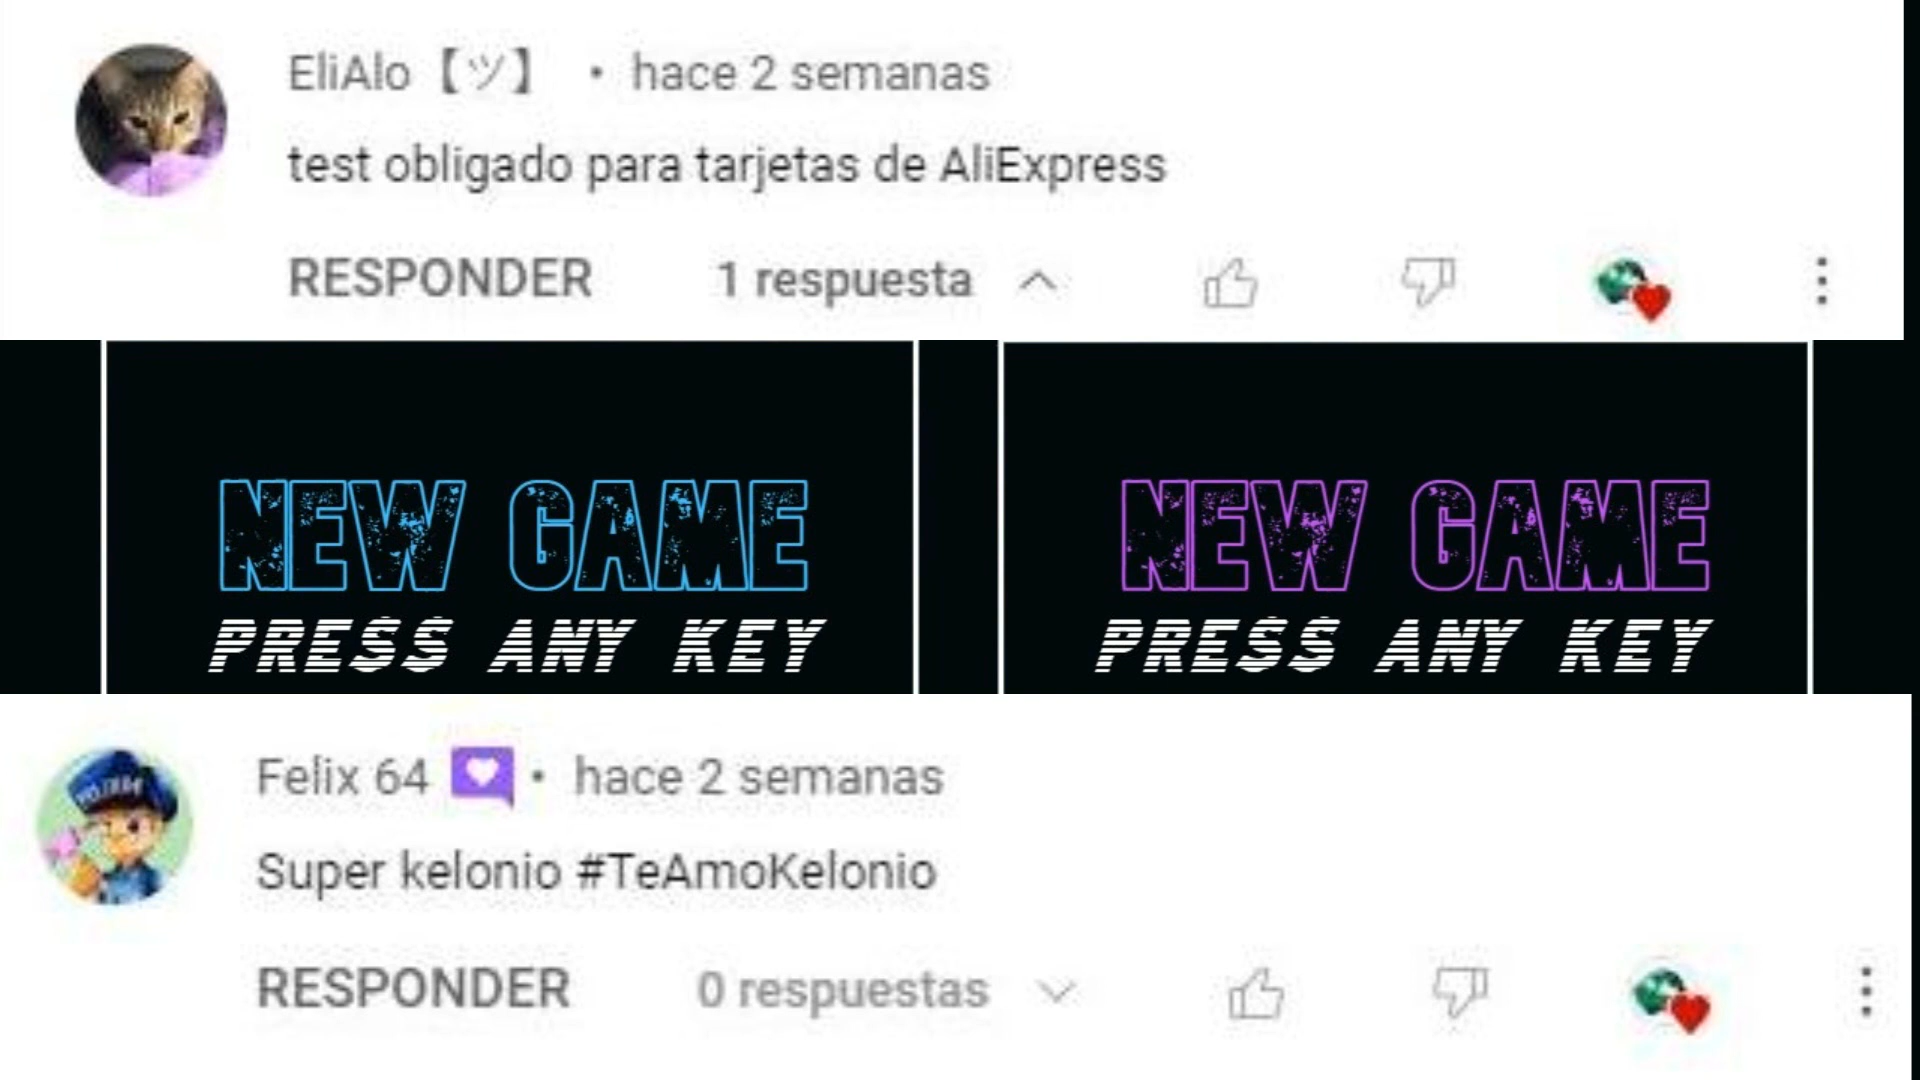 EliAlo【ツ】 • hace 2 semanas
test obligado para tarjetas de AliExpress
RESPONDER 1 respuesta
NEW GAME NEW GAME
PRESS ANY KEY PRESS ANY KEY
Felix 64 • hace 2 semanas
Super kelonio #TeAmoKelonio
RESPONDER 0 respuestas